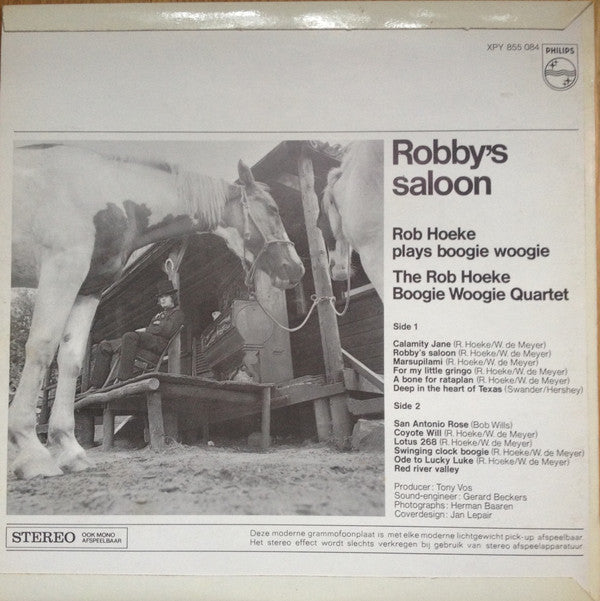 XPY 855 084
PHILIPS
Robby's
saloon
Rob Hoeke
plays boogie woogie
The Rob Hoeke
Boogie Woogie Quartet
Side 1
Calamity Jane (R. Hoeke/W. de Meyer)
Robby's saloon (R. Hoeke/W. de Meyer)
Marsupilami (R. Hoeke/W. de Meyer)
For my little gringo (R. Hoeke/W. de Meyer)
A bone for rataplan (R. Hoeke/W. de Meyer)
Deep in the heart of Texas (Swander/Hershey)
Side 2
San Antonio Rose (Bob Wills)
Coyote Will (R. Hoeke/W. de Meyer)
Lotus 268 (R. Hoeke/W. de Meyer)
Swinging clock boogie (R. Hoeke/W. de Meyer)
Ode to Lucky Luke (R. Hoeke/W. de Meyer)
Red river valley
Producer: Tony Vos
Sound-engineer: Gerard Beckers
Photographs: Herman Baaren
Coverdesign: Jan Lepair
STEREO OOK MONO
AFSPEELBAAR
Deze moderne grammofoonplaat is met elke moderne lichtgewicht pick-up afspeelbaar.
Het stereo effect wordt slechts verkregen bij gebruik van stereo afspeelapparatuur